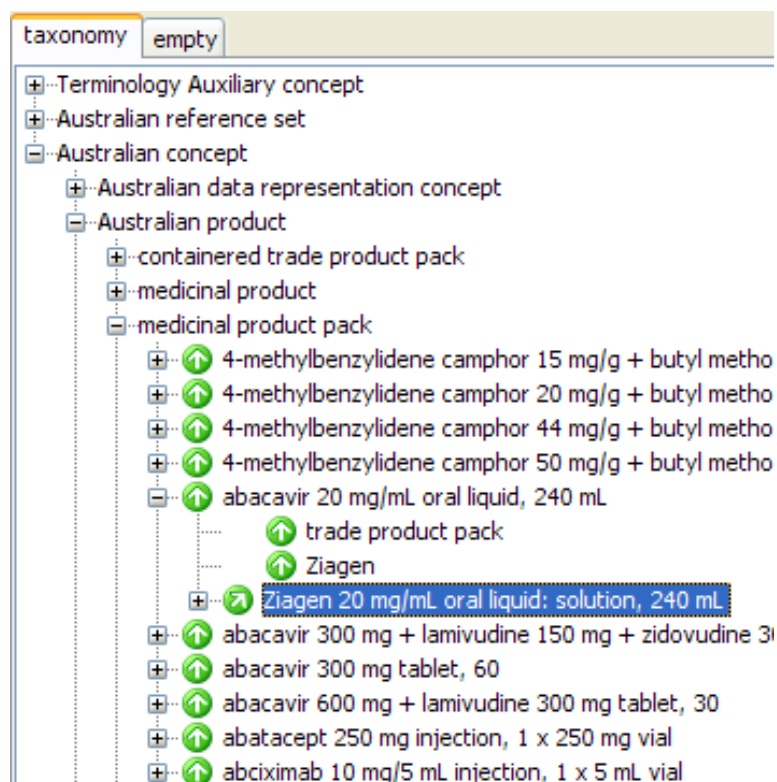 taxonomy empty
Terminology Auxiliary concept
Australian reference set
Australian concept
Australian data representation concept
Australian product
containered trade product pack
medicinal product
medicinal product pack
4-methylbenzylidene camphor 15 mg/g + butyl metho
4-methylbenzylidene camphor 20 mg/g + butyl metho
4-methylbenzylidene camphor 44 mg/g + butyl metho
4-methylbenzylidene camphor 50 mg/g + butyl metho
abacavir 20 mg/mL oral liquid, 240 mL
trade product pack
Ziagen
Ziagen 20 mg/mL oral liquid: solution, 240 mL
abacavir 300 mg + lamivudine 150 mg + zidovudine 30
abacavir 300 mg tablet, 60
abacavir 600 mg + lamivudine 300 mg tablet, 30
abatacept 250 mg injection, 1 x 250 mg vial
abciximab 10 mg/5 mL injection, 1 x 5 mL vial